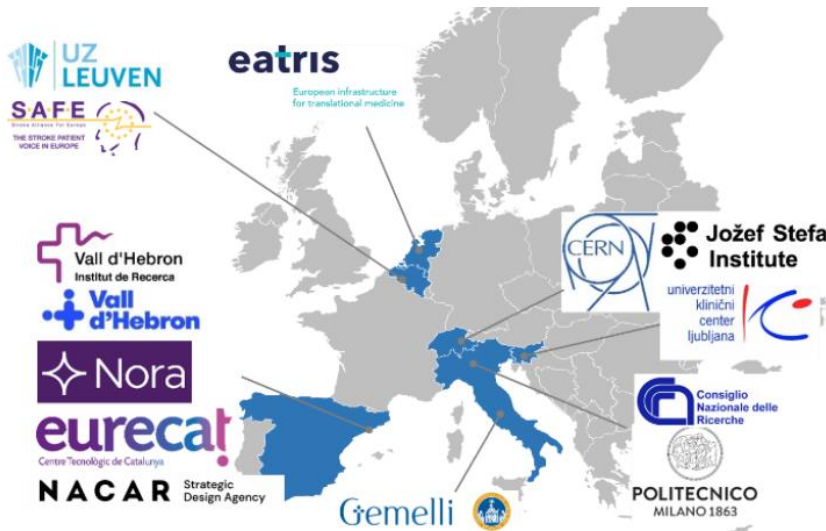 UZ
LEUVEN
S.A.F.E
Stroke Alliance for Europe
THE STROKE PATIENT
VOICE IN EUROPE
eatris
European infrastructure
for translational medicine
Vall d'Hebron
Institut de Recerca
Vall
d'Hebron
Nora
eurecat
Centre Tecnològic de Catalunya
NACAR
Strategic
Design Agency
Gemelli
CERN
Jožef Stefa
Institute
univerzitetni
klinični
center
ljubljana
Consiglio
Nazionale delle
Ricerche
POLITECNICO
MILANO 1863